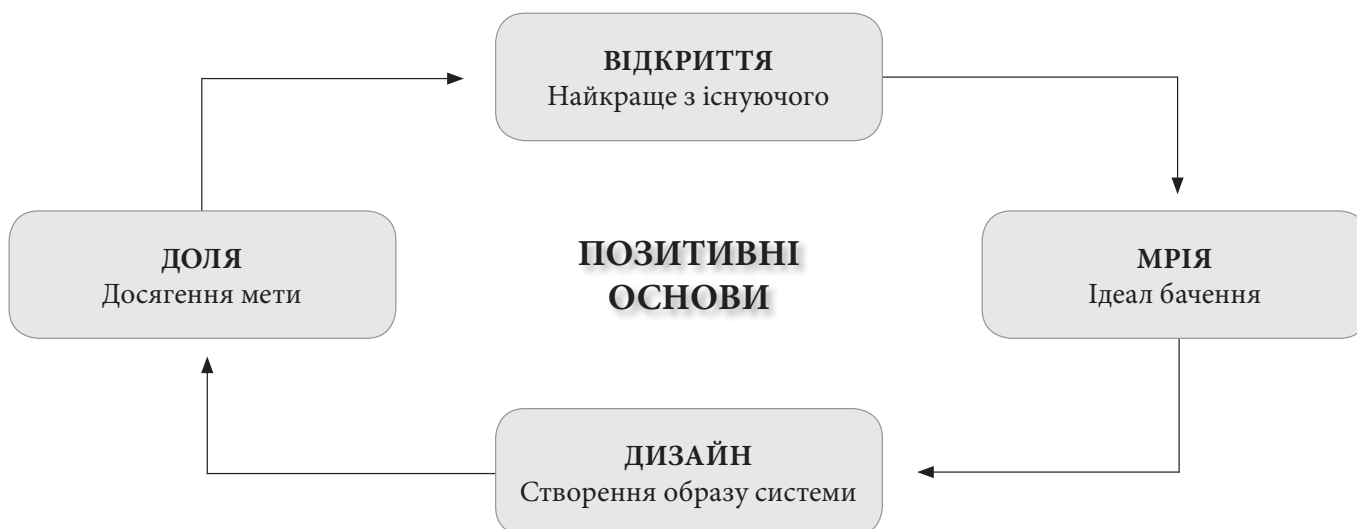 ВІДКРИТТЯ
Найкраще з існуючого
ДОЛЯ
Досягення мети
ПОЗИТИВНІ
ОСНОВИ
МРІЯ
Ідеал бачення
ДИЗАЙН
Створення образу системи